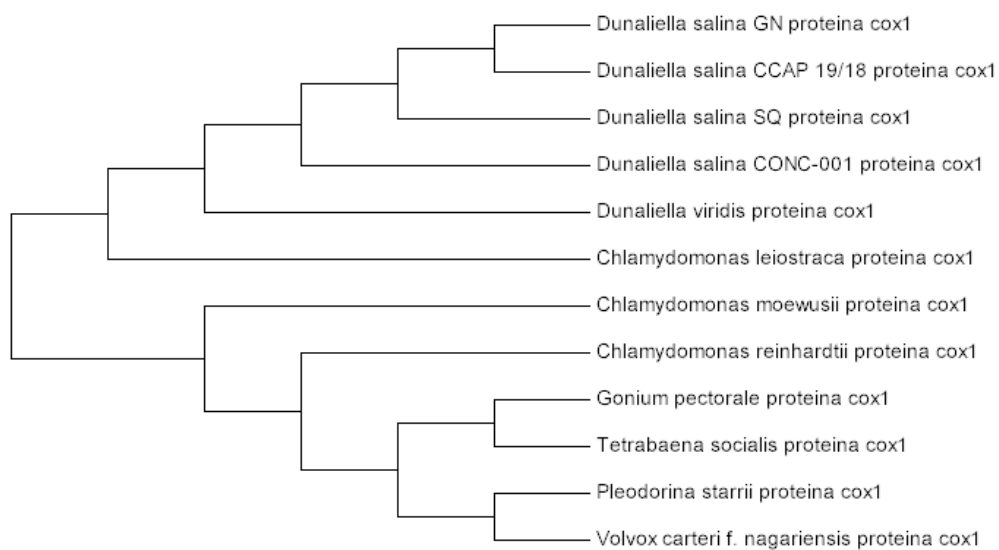 Dunaliella salina GN proteina cox1
Dunaliella salina CCAP 19/18 proteina cox1
Dunaliella salina SQ proteina cox1
Dunaliella salina CONC-001 proteina cox1
Dunaliella viridis proteina cox1
Chlamydomonas leiostraca proteina cox1
Chlamydomonas moewusii proteina cox1
Chlamydomonas reinhardtii proteina cox1
Gonium pectorale proteina cox1
Tetrabaena socialis proteina cox1
Pleodorina starrii proteina cox1
Volvox carteri f. nagariensis proteina cox1